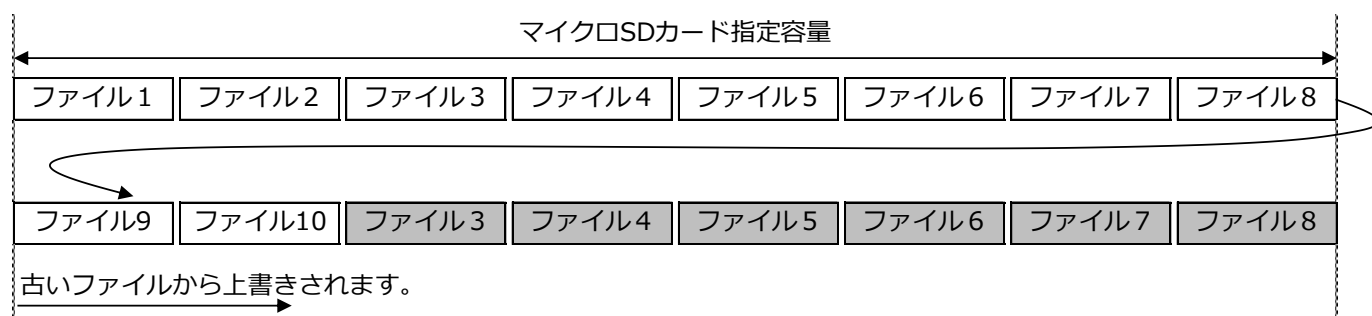 マイクロSDカード指定容量
ファイル1 ファイル2 ファイル3 ファイル4 ファイル5 ファイル6 ファイル7 ファイル8
ファイル9 ファイル10 ファイル3 ファイル4 ファイル5 ファイル6 ファイル7 ファイル8
古いファイルから上書きされます。